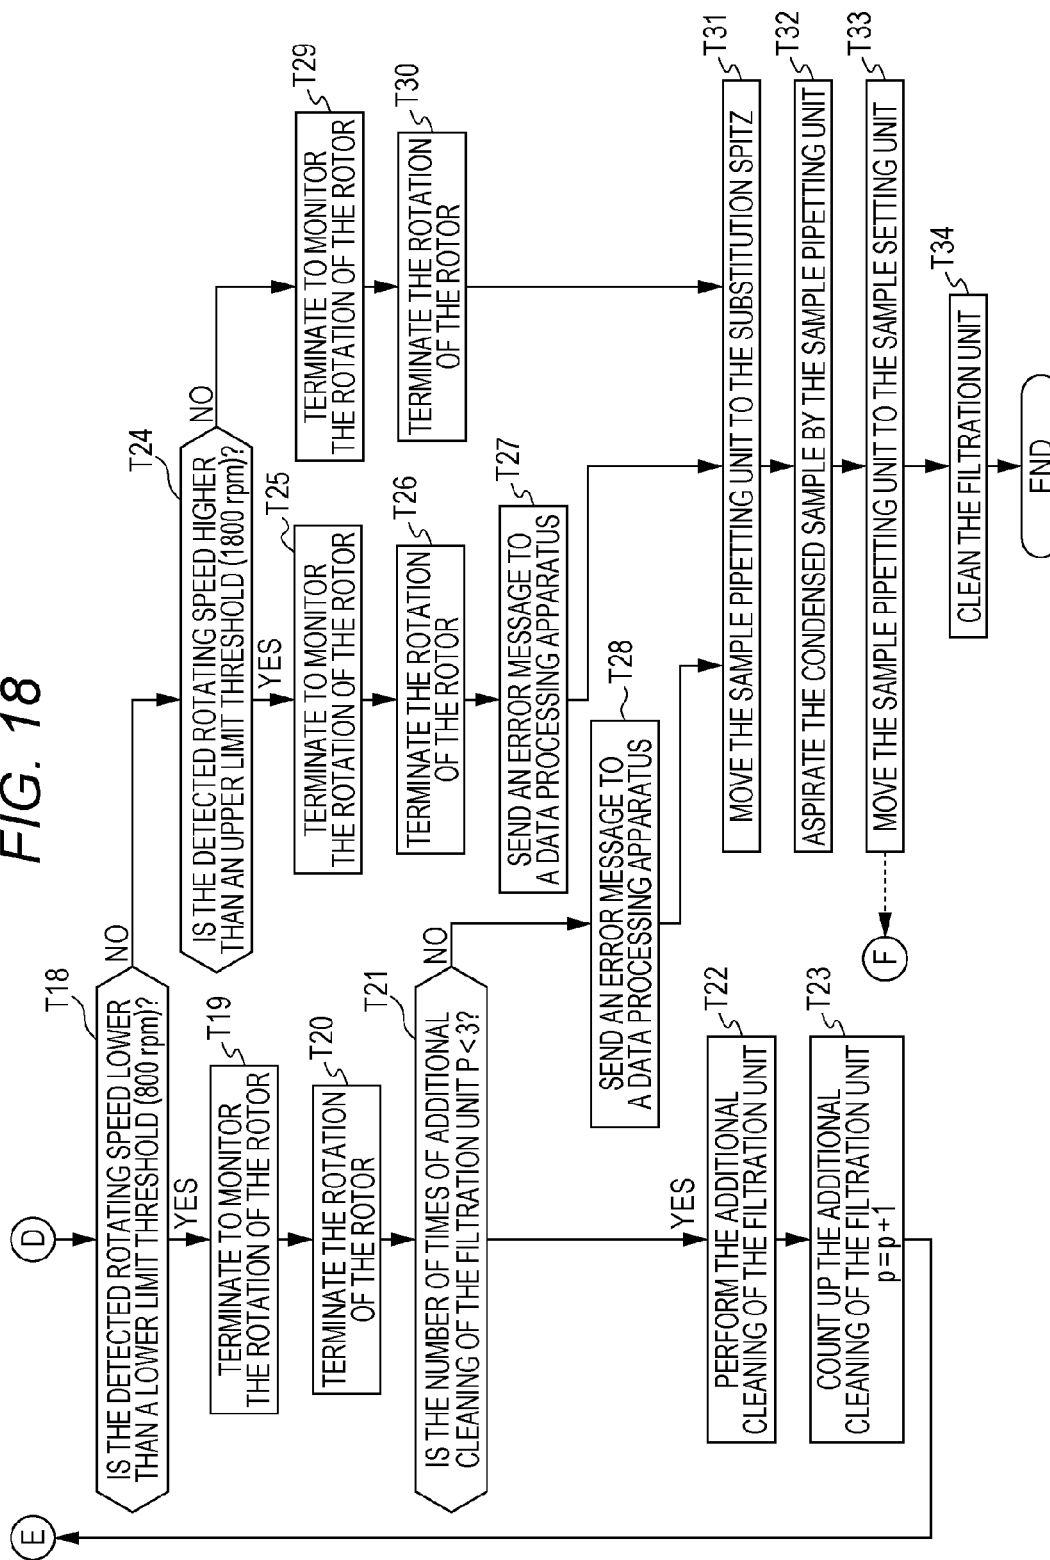 FIG. 18
D
E
T18
IS THE DETECTED ROTATING SPEED LOWER
THAN A LOWER LIMIT THRESHOLD (800 rpm)?
NO
YES
T19
TERMINATE TO MONITOR
THE ROTATION OF THE ROTOR
T20
TERMINATE THE ROTATION
OF THE ROTOR
T21
IS THE NUMBER OF TIMES OF ADDITIONAL
CLEANING OF THE FILTRATION UNIT P<3?
NO
YES
T22
PERFORM THE ADDITIONAL
CLEANING OF THE FILTRATION UNIT
T23
COUNT UP THE ADDITIONAL
CLEANING OF THE FILTRATION UNIT
p=p+1
T24
IS THE DETECTED ROTATING SPEED HIGHER
THAN AN UPPER LIMIT THRESHOLD (1800 rpm)?
NO
YES
T25
TERMINATE TO MONITOR
THE ROTATION OF THE ROTOR
T26
TERMINATE THE ROTATION
OF THE ROTOR
T27
SEND AN ERROR MESSAGE TO
A DATA PROCESSING APPARATUS
T28
SEND AN ERROR MESSAGE TO
A DATA PROCESSING APPARATUS
T29
TERMINATE TO MONITOR
THE ROTATION OF THE ROTOR
T30
TERMINATE THE ROTATION
OF THE ROTOR
T31
MOVE THE SAMPLE PIPETTING UNIT TO THE SUBSTITUTION SPITZ
T32
ASPIRATE THE CONDENSED SAMPLE BY THE SAMPLE PIPETTING UNIT
T33
MOVE THE SAMPLE PIPETTING UNIT TO THE SAMPLE SETTING UNIT
F
T34
CLEAN THE FILTRATION UNIT
END